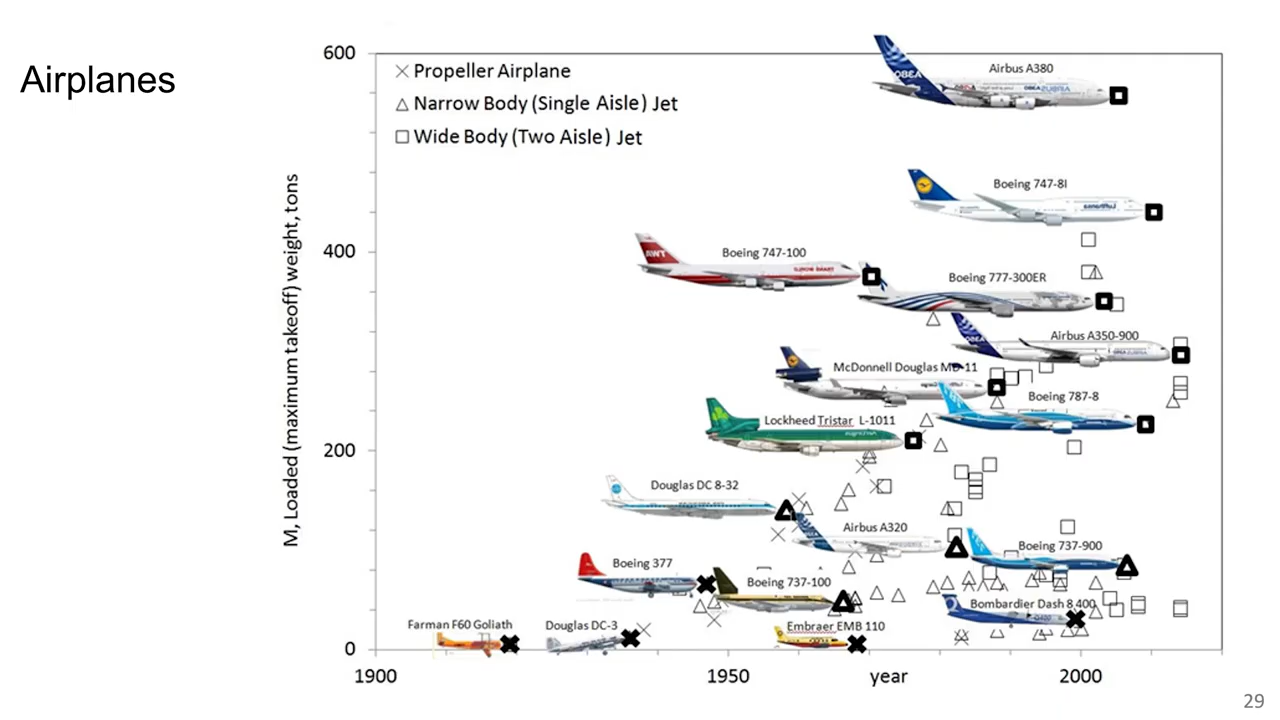 Airplanes
600
Propeller Airplane
Narrow Body (Single Aisle) Jet
Wide Body (Two Aisle) Jet
Airbus A380
Boeing 747-8I
M, Loaded (maximum takeoff) weight, tons
400
Boeing 747-100
Boeing 777-300ER
Airbus A350-900
McDonnell Douglas MD-11
Boeing 787-8
Lockheed Tristar L-1011
200
Douglas DC 8-32
Airbus A320
Boeing 737-900
Boeing 377
Boeing 737-100
Bombardier Dash 8 400
Farman F60 Goliath
Douglas DC-3
Embraer EMB 110
0
1900
1950
year
2000
29